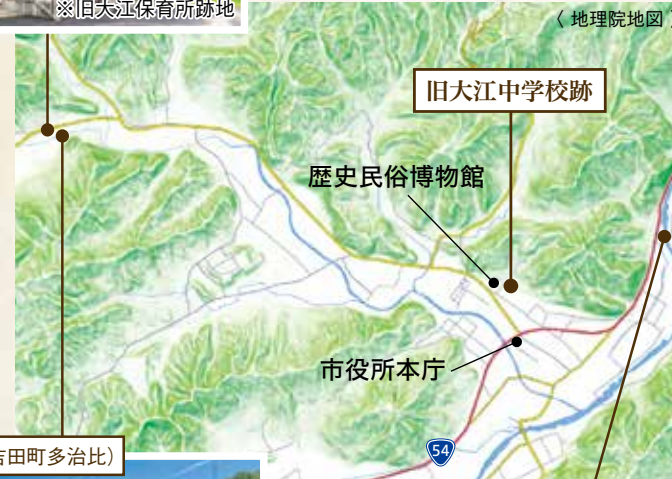 ※旧大江保育所跡地
〈 地理院地図
旧大江中学校跡
歴史民俗博物館
市役所本庁
54
吉田町多治比）